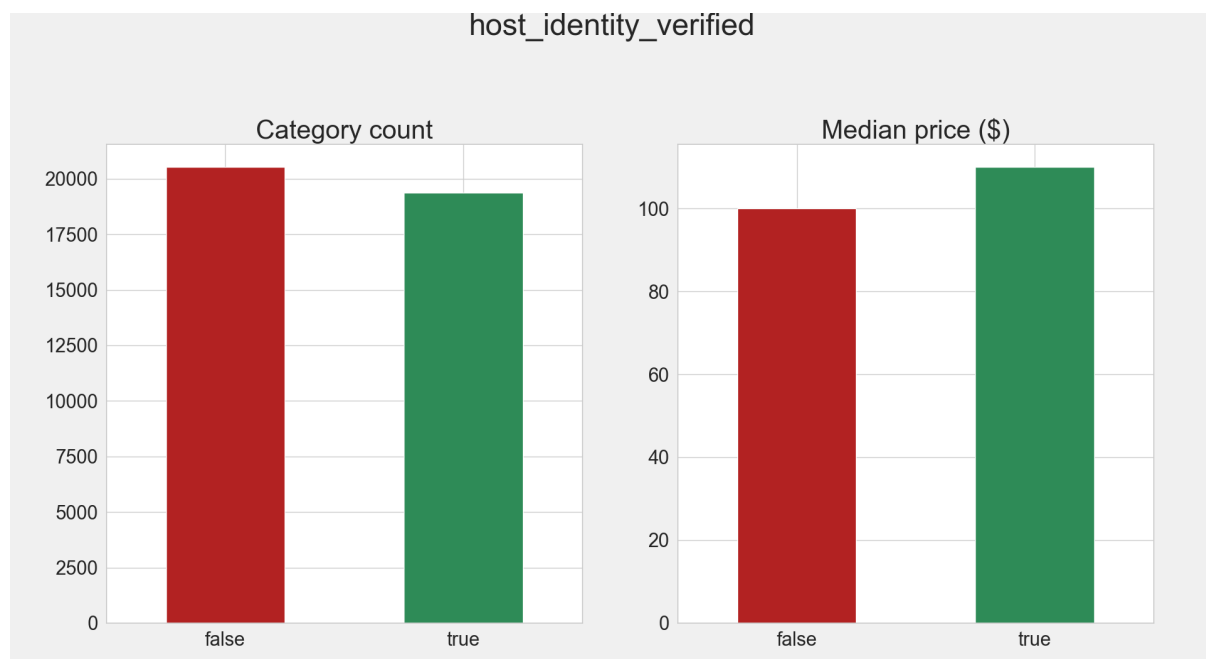 host_identity_verified
Category count
20000
17500
15000
12500
10000
7500
5000
2500
0
false
true
Median price ($)
100
80
60
40
20
0
false
true